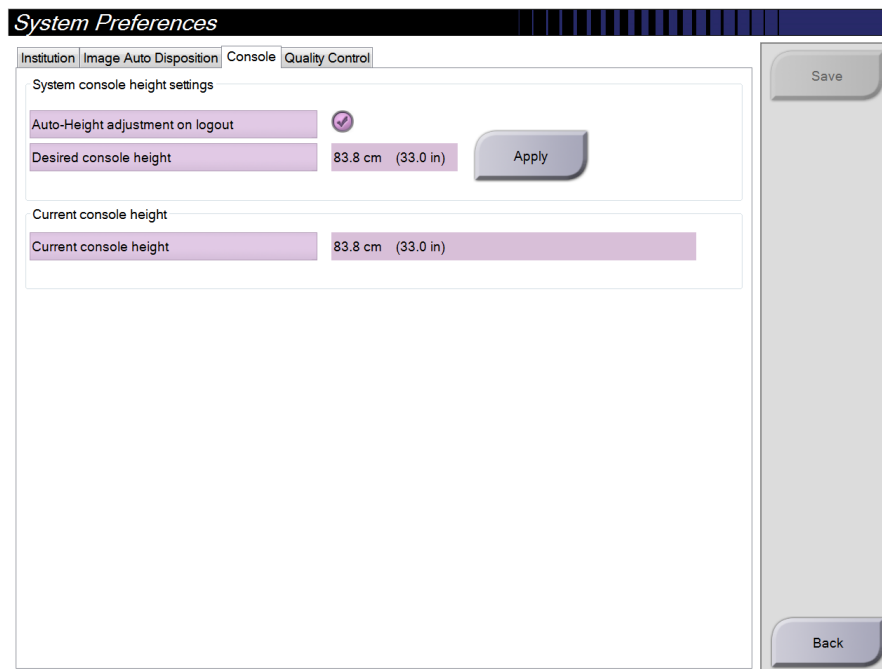 System Preferences
Institution Image Auto Disposition Console Quality Control
Save
System console height settings
Auto-Height adjustment on logout
Desired console height 83.8 cm (33.0 in) Apply
Current console height
Current console height 83.8 cm (33.0 in)
Back